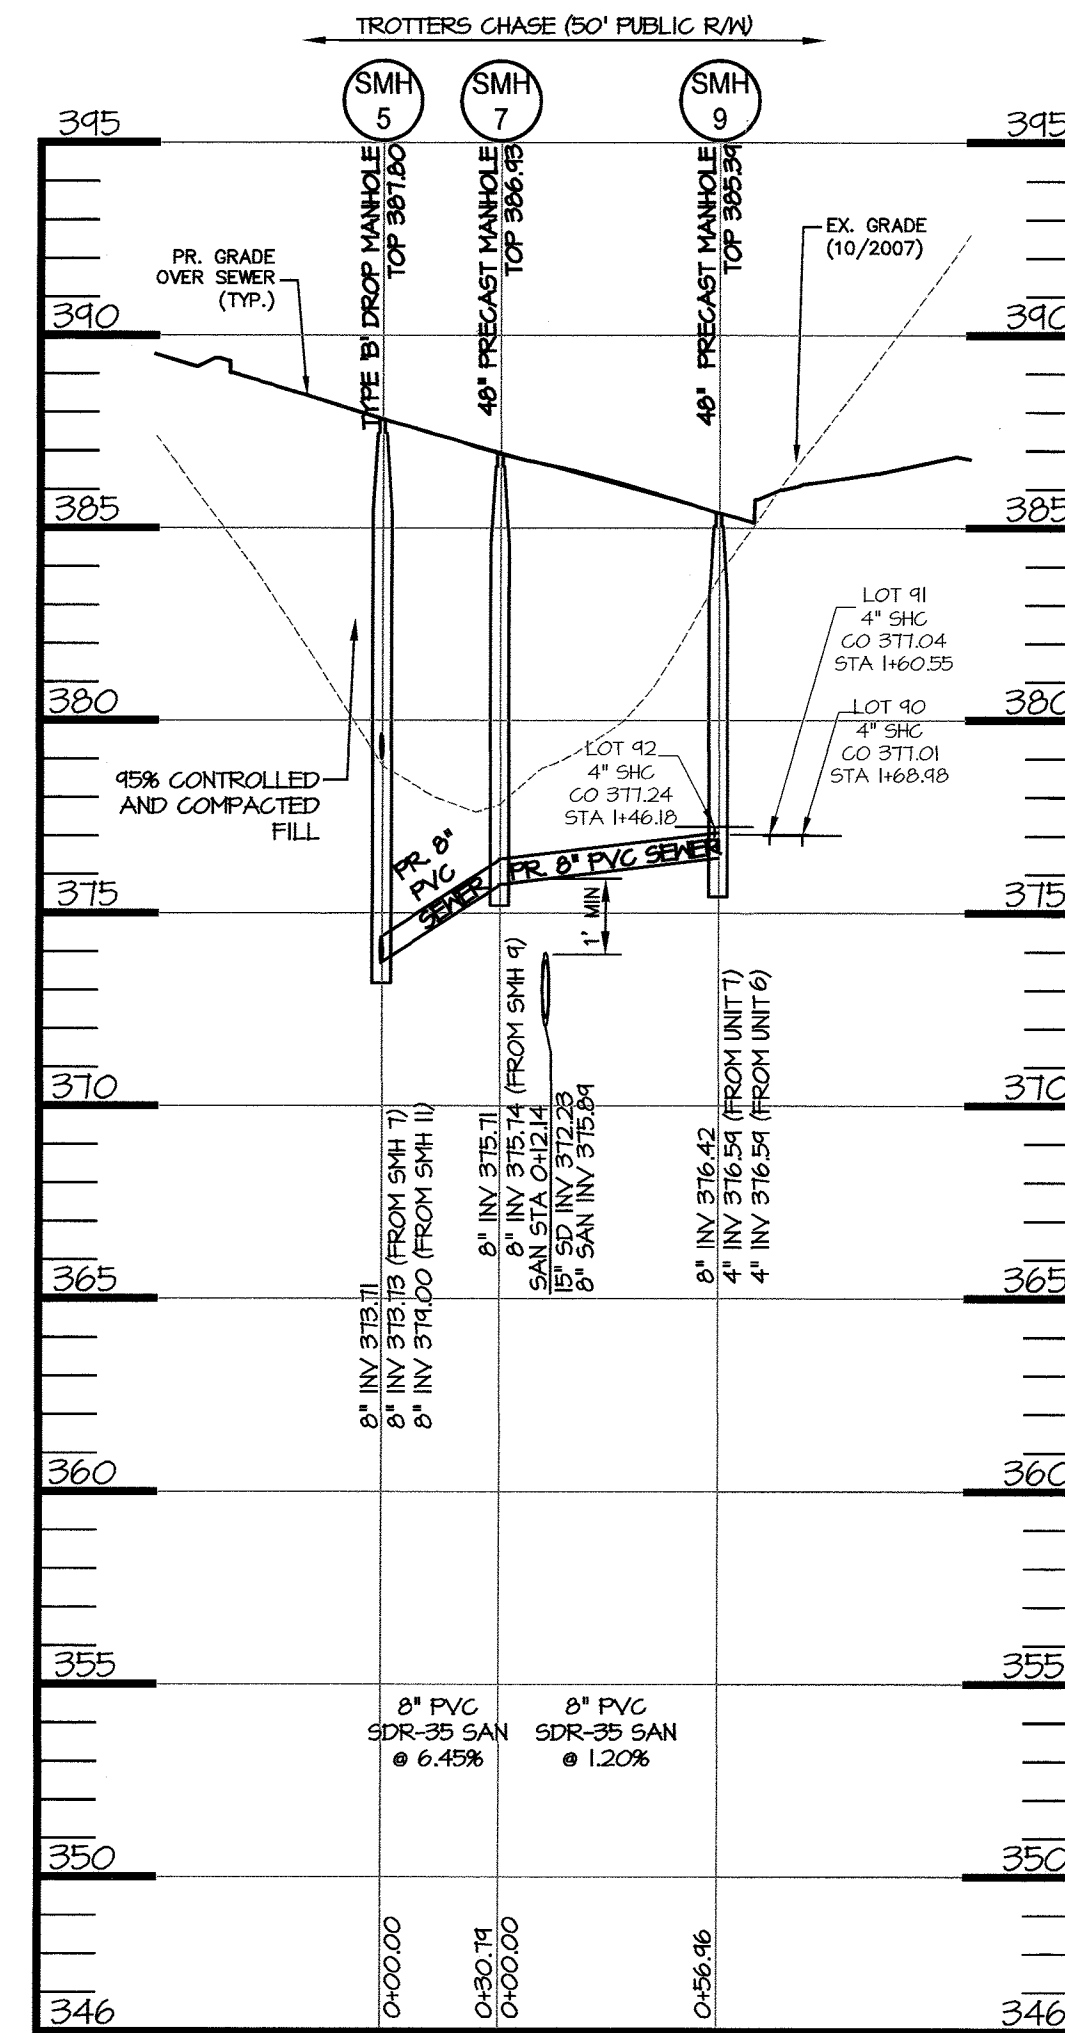 TROTTERS CHASE (50' PUBLIC R/W)
SMH
5
SMH
7
SMH
9
395
395
TYPE 'B' DROP MANHOLE
TOP 387.80
48" PRECAST MANHOLE
TOP 386.93
48" PRECAST MANHOLE
TOP 385.39
PR. GRADE
OVER SEWER
(TYP.)
EX. GRADE
(10/2007)
390
390
385
385
LOT 91
4" SHC
CO 377.04
STA 1+60.55
380
380
LOT 90
4" SHC
CO 377.01
STA 1+68.98
LOT 92
4" SHC
CO 377.24
STA 1+46.18
95% CONTROLLED
AND COMPACTED
FILL
PR. 8"
PVC
SEWER
PR. 8" PVC SEWER
375
375
1' MIN
370
370
8" INV 373.71
8" INV 373.73 (FROM SMH 7)
8" INV 379.00 (FROM SMH 11)
8" INV 375.71
8" INV 375.74 (FROM SMH 9)
SAN STA 0+12.14
15" SD INV 372.23
8" SAN INV 375.89
8" INV 376.42
4" INV 376.59 (FROM UNIT 7)
4" INV 376.59 (FROM UNIT 6)
365
365
360
360
355
355
8" PVC
SDR-35 SAN
@ 6.45%
8" PVC
SDR-35 SAN
@ 1.20%
350
350
0+00.00
0+30.79
0+00.00
0+56.96
346
346